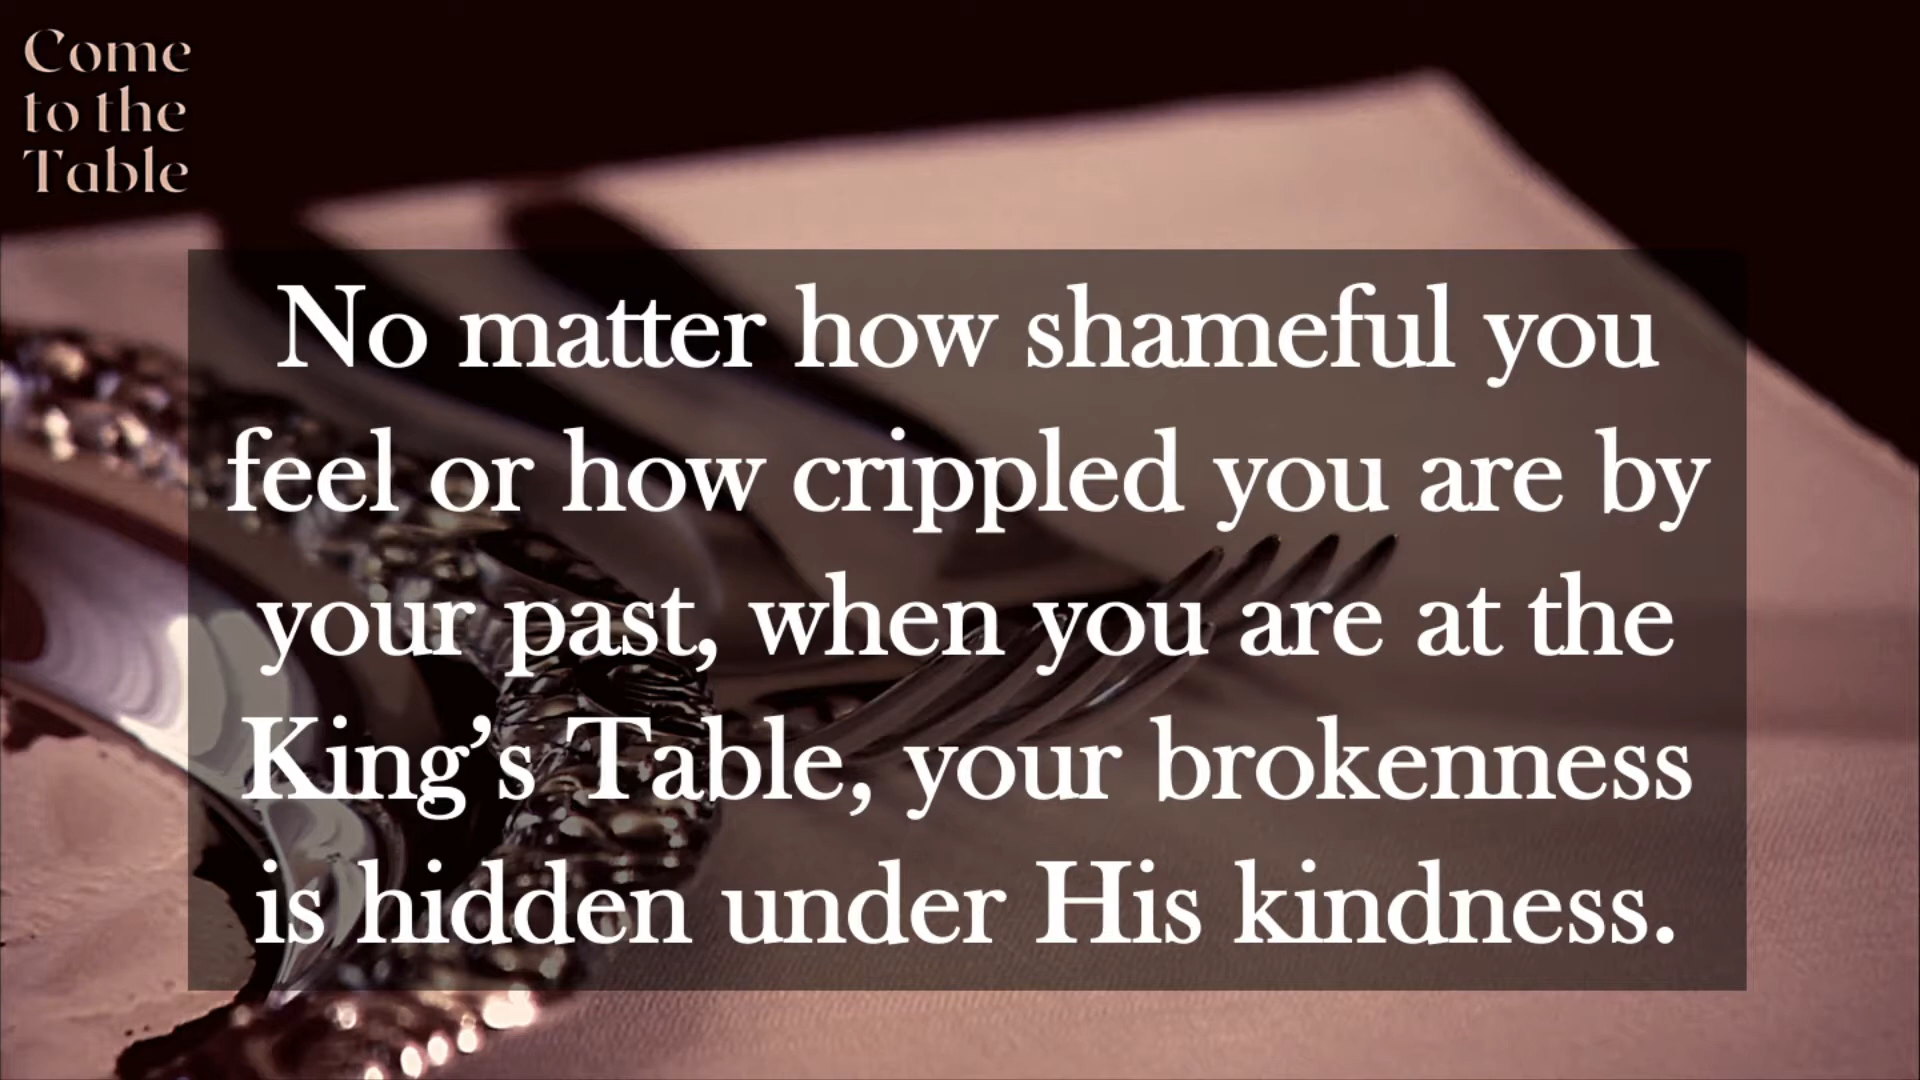 Come
to the
Table
No matter how shameful you
feel or how crippled you are by
your past, when you are at the
King’s Table, your brokenness
is hidden under His kindness.